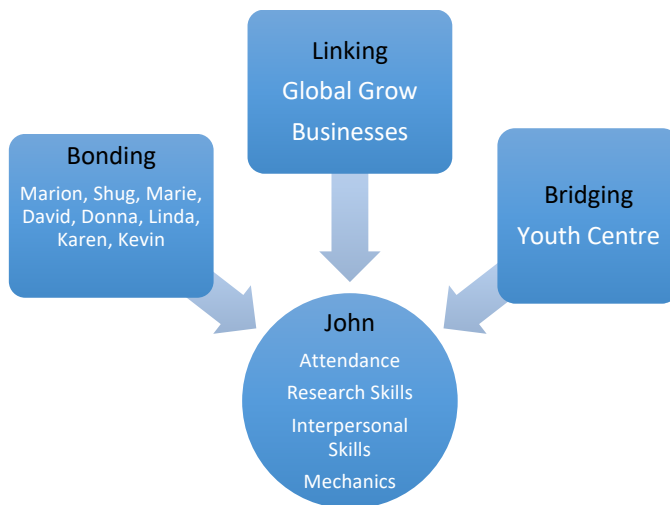 Linking
Global Grow
Businesses
Bonding
Marion, Shug, Marie,
David, Donna, Linda,
Karen, Kevin
Bridging
Youth Centre
John
Attendance
Research Skills
Interpersonal
Skills
Mechanics